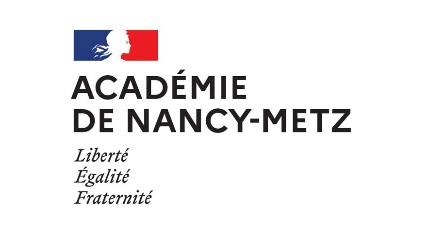 ACADÉMIE
DE NANCY-METZ
Liberté
Égalité
Fraternité